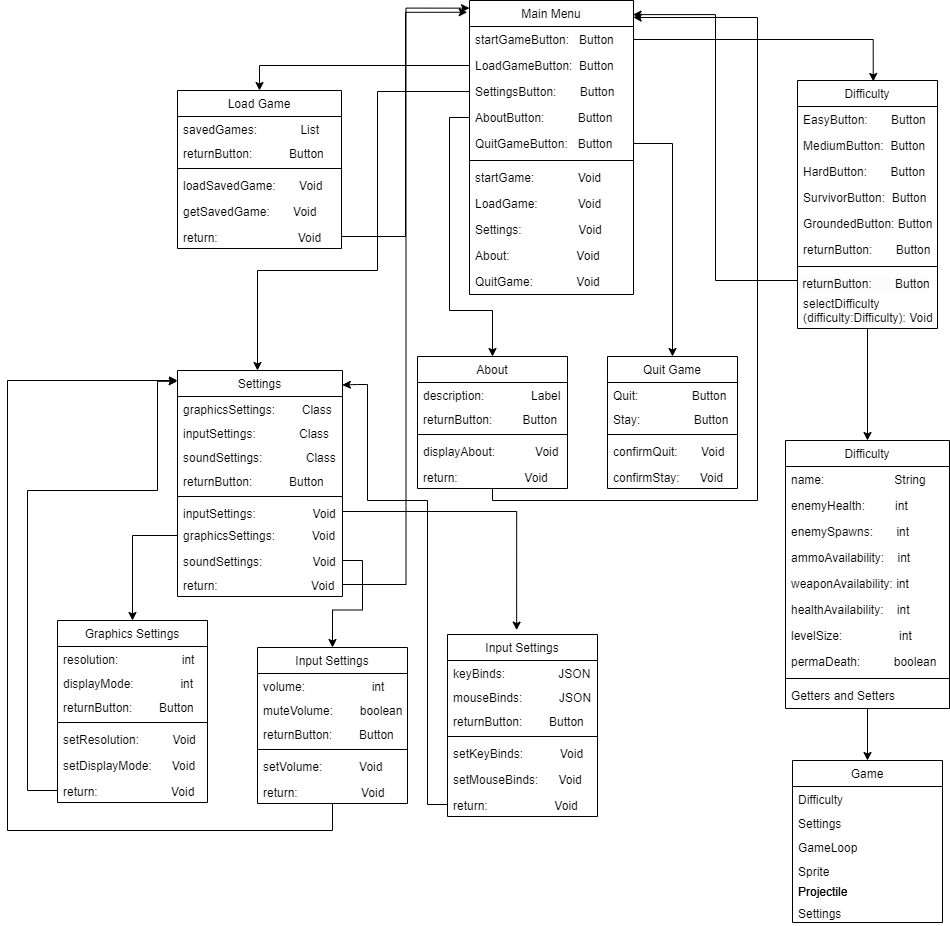 Main Menu
startGameButton: Button
LoadGameButton: Button
SettingsButton: Button
AboutButton: Button
QuitGameButton: Button
startGame: Void
LoadGame: Void
Settings: Void
About: Void
QuitGame: Void
Load Game
savedGames: List
returnButton: Button
loadSavedGame: Void
getSavedGame: Void
return: Void
Difficulty
EasyButton: Button
MediumButton: Button
HardButton: Button
SurvivorButton: Button
GroundedButton: Button
returnButton: Button
returnButton: Button
selectDifficulty
(difficulty:Difficulty): Void
Settings
graphicsSettings: Class
inputSettings: Class
soundSettings: Class
returnButton: Button
inputSettings: Void
graphicsSettings: Void
soundSettings: Void
return: Void
About
description: Label
returnButton: Button
displayAbout: Void
return: Void
Quit Game
Quit: Button
Stay: Button
confirmQuit: Void
confirmStay: Void
Difficulty
name: String
enemyHealth: int
enemySpawns: int
ammoAvailability: int
weaponAvailability: int
healthAvailability: int
levelSize: int
permaDeath: boolean
Getters and Setters
Graphics Settings
resolution: int
displayMode: int
returnButton: Button
setResolution: Void
setDisplayMode: Void
return: Void
Input Settings
volume: int
muteVolume: boolean
returnButton: Button
setVolume: Void
return: Void
Input Settings
keyBinds: JSON
mouseBinds: JSON
returnButton: Button
setKeyBinds: Void
setMouseBinds: Void
return: Void
Game
Difficulty
Settings
GameLoop
Sprite
Projectile
Settings